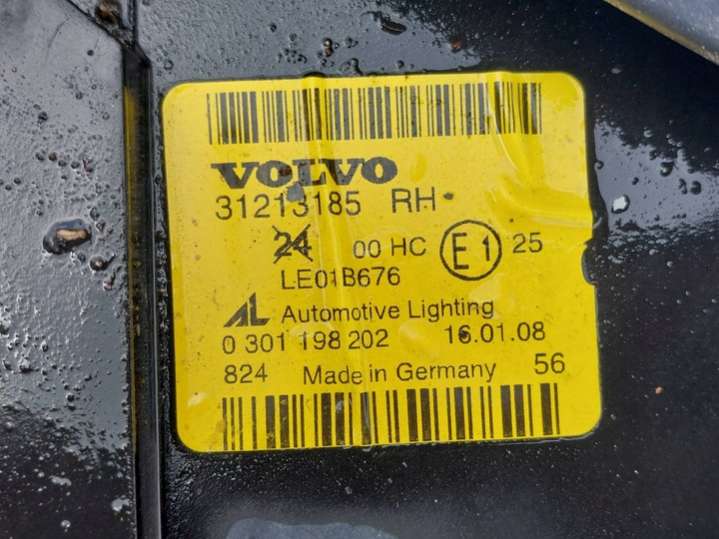 VOLVO
31213185 RH
24 00 HC E1 25
LE01B676
AL Automotive Lighting
0 301 198 202 16.01.08
824 Made in Germany 56